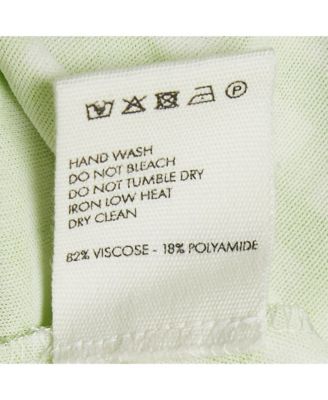 P
HAND WASH
DO NOT BLEACH
DO NOT TUMBLE DRY
IRON LOW HEAT
DRY CLEAN
82% VISCOSE - 18% POLYAMIDE